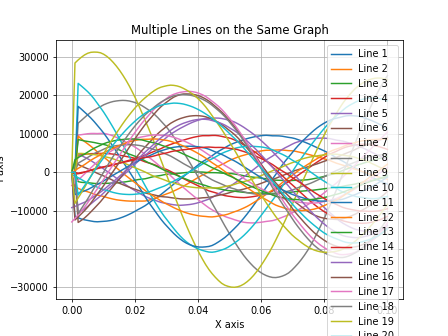 Multiple Lines on the Same Graph
30000
20000
10000
0
−10000
−20000
−30000
0.00
0.02
0.04
0.06
0.08
X axis
Line 1
Line 2
Line 3
Line 4
Line 5
Line 6
Line 7
Line 8
Line 9
Line 10
Line 11
Line 12
Line 13
Line 14
Line 15
Line 16
Line 17
Line 18
Line 19
Line 20